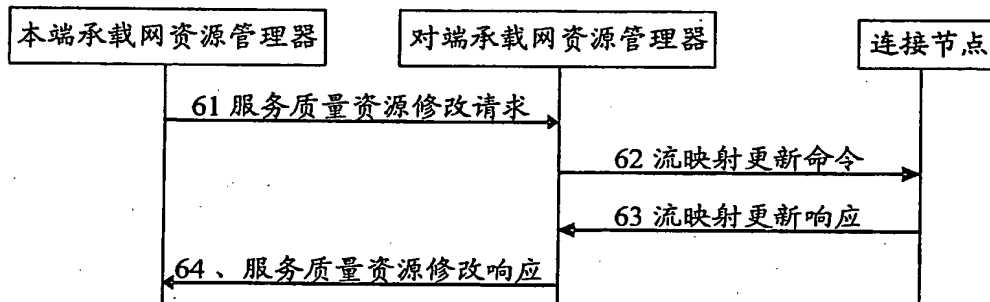 本端承载网资源管理器
对端承载网资源管理器
连接节点
61 服务质量资源修改请求
62 流映射更新命令
63 流映射更新响应
64 、服务质量资源修改响应